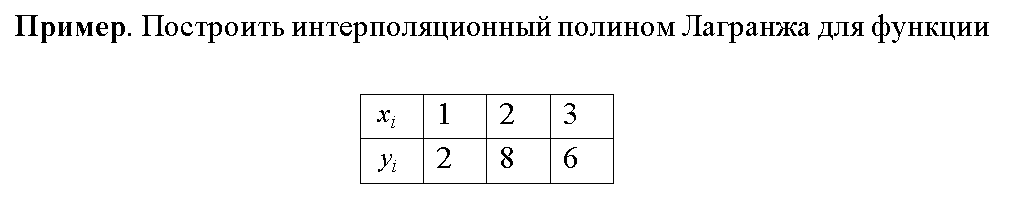 Пример. Построить интерполяционный полином Лагранжа для функции
xᵢ 1 2 3
yᵢ 2 8 6